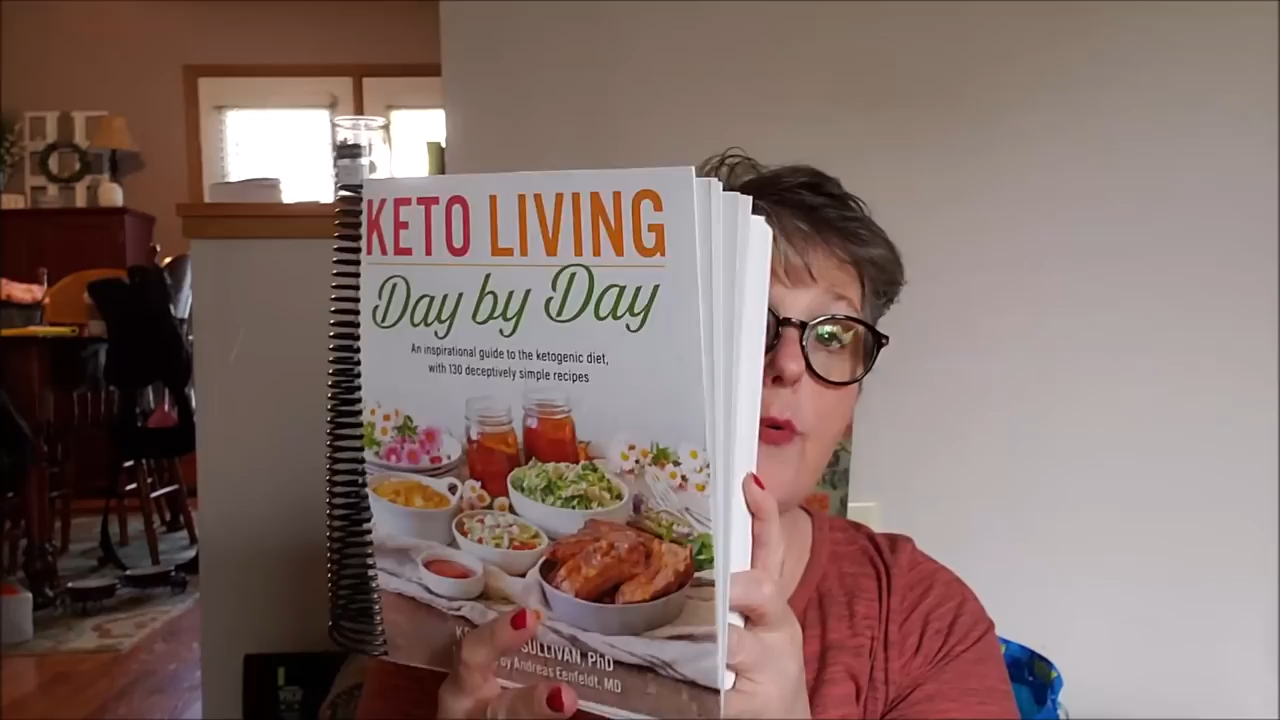 KETO LIVING
Day by Day
An inspirational guide to the ketogenic diet,
with 130 deceptively simple recipes
SULLIVAN, PhD
by Andreas Eenfeldt, MD